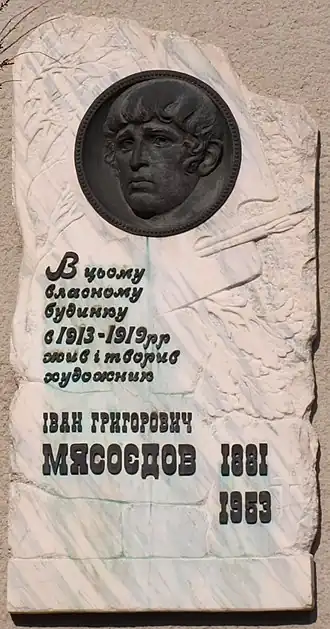 В цьому
власному
будинку
в 1913-1919рр
жив і творив
художник
ІВАН ГРИГОРОВИЧ
МЯСОЄДОВ 1881
1953